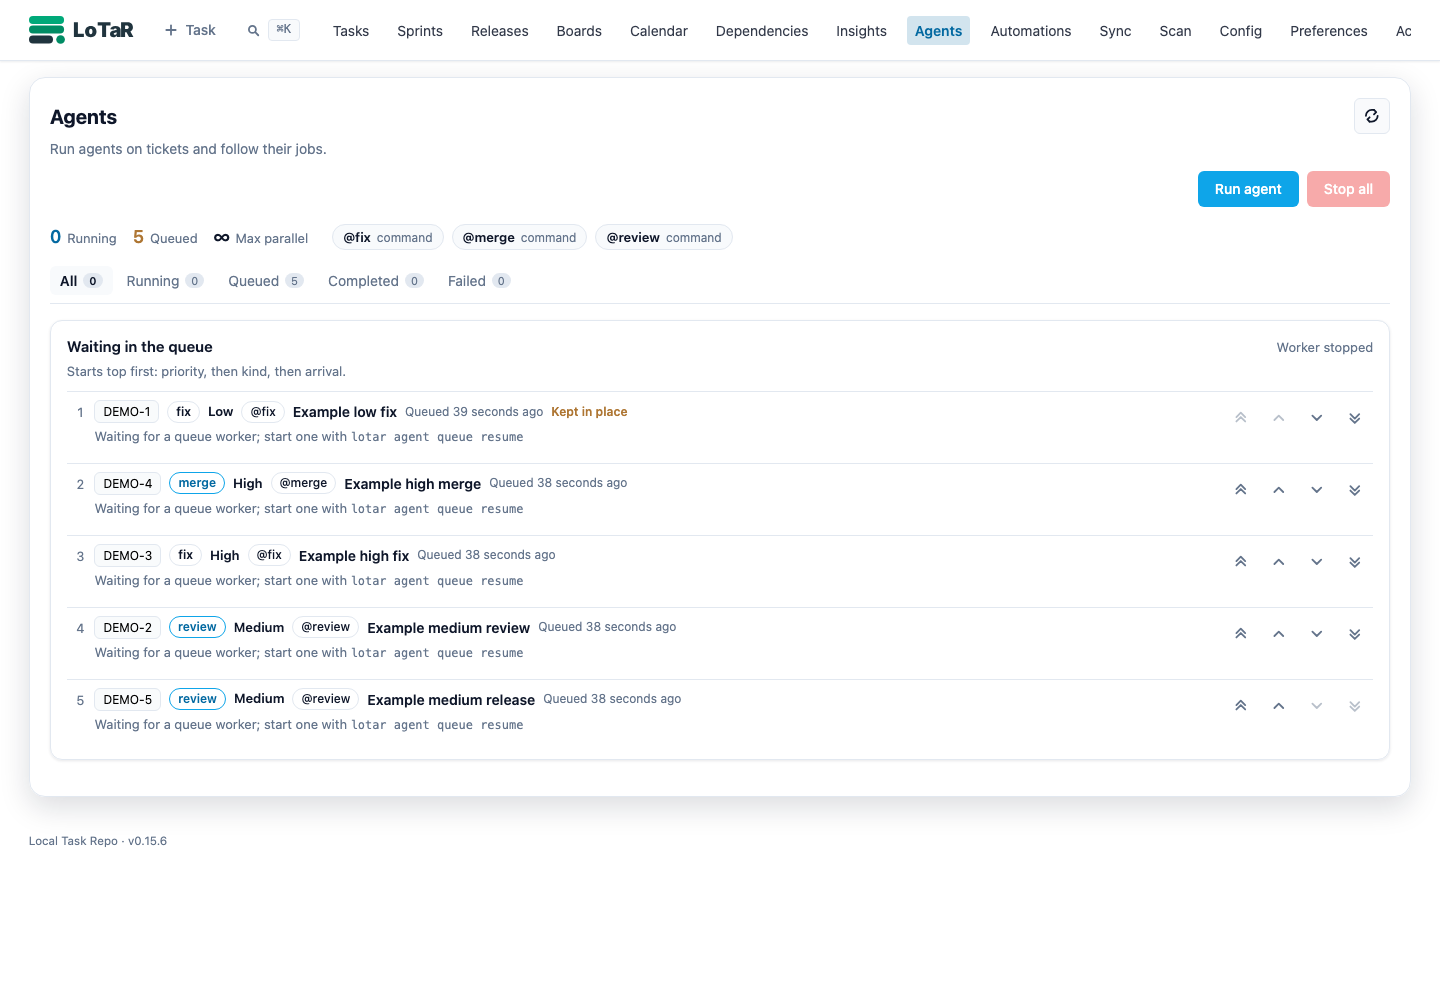 LoTaR + Task ⌘K Tasks Sprints Releases Boards Calendar Dependencies Insights Agents Automations Sync Scan Config Preferences Ac
Agents
Run agents on tickets and follow their jobs.
Run agent Stop all
0 Running 5 Queued ∞ Max parallel @fix command @merge command @review command
All 0 Running 0 Queued 5 Completed 0 Failed 0
Waiting in the queue Worker stopped
Starts top first: priority, then kind, then arrival.
1 DEMO-1 fix Low @fix Example low fix Queued 39 seconds ago Kept in place
Waiting for a queue worker; start one with lotar agent queue resume
2 DEMO-4 merge High @merge Example high merge Queued 38 seconds ago
Waiting for a queue worker; start one with lotar agent queue resume
3 DEMO-3 fix High @fix Example high fix Queued 38 seconds ago
Waiting for a queue worker; start one with lotar agent queue resume
4 DEMO-2 review Medium @review Example medium review Queued 38 seconds ago
Waiting for a queue worker; start one with lotar agent queue resume
5 DEMO-5 review Medium @review Example medium release Queued 38 seconds ago
Waiting for a queue worker; start one with lotar agent queue resume
Local Task Repo · v0.15.6